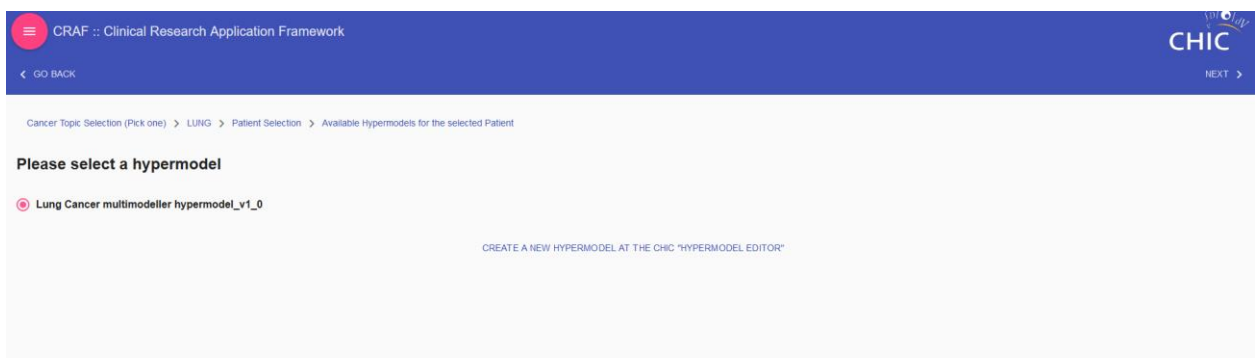 CRAF :: Clinical Research Application Framework
CHIC
GO BACK
NEXT
Cancer Topic Selection (Pick one) > LUNG > Patient Selection > Available Hypermodels for the selected Patient
Please select a hypermodel
Lung Cancer multimodeller hypermodel_v1_0
CREATE A NEW HYPERMODEL AT THE CHIC "HYPERMODEL EDITOR"